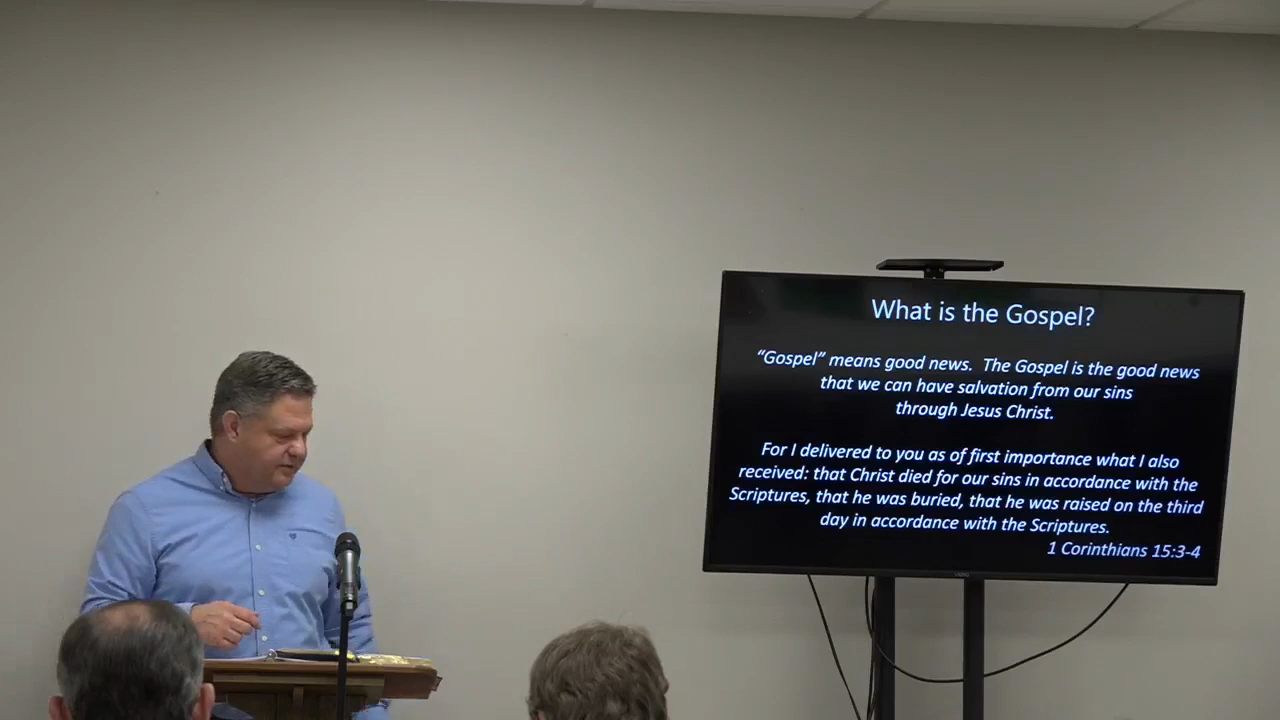 What is the Gospel?
“Gospel” means good news.  The Gospel is the good news
that we can have salvation from our sins
through Jesus Christ.
For I delivered to you as of first importance what I also
received: that Christ died for our sins in accordance with the
Scriptures, that he was buried, that he was raised on the third
day in accordance with the Scriptures.
1 Corinthians 15:3-4